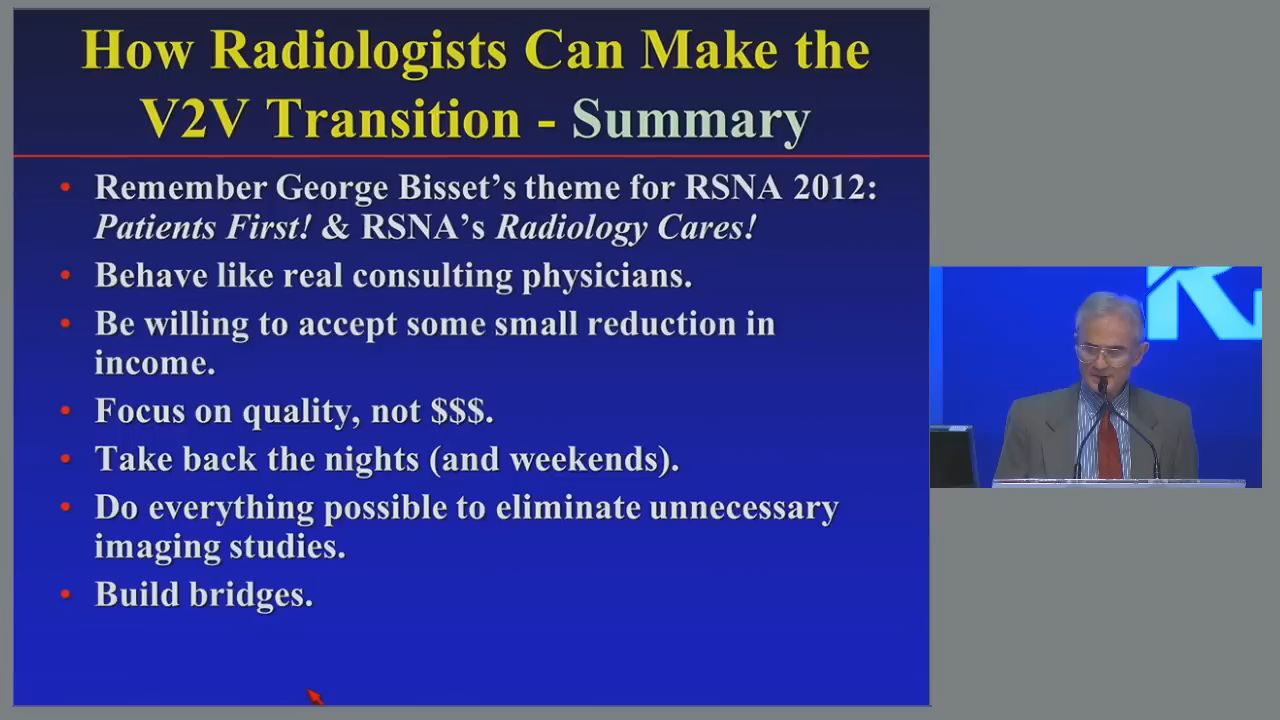 How Radiologists Can Make the
V2V Transition - Summary
• Remember George Bisset's theme for RSNA 2012:
Patients First! & RSNA's Radiology Cares!
• Behave like real consulting physicians.
• Be willing to accept some small reduction in
income.
• Focus on quality, not $$$.
• Take back the nights (and weekends).
• Do everything possible to eliminate unnecessary
imaging studies.
• Build bridges.